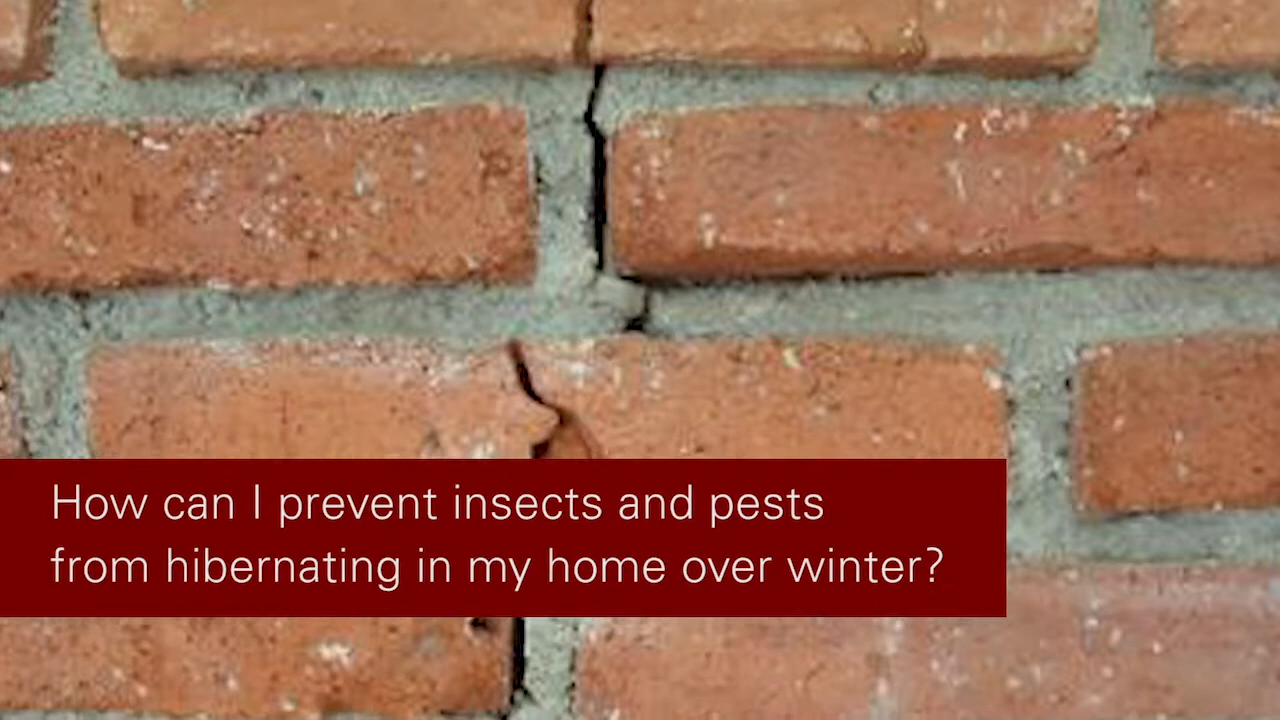 How can I prevent insects and pests
from hibernating in my home over winter?